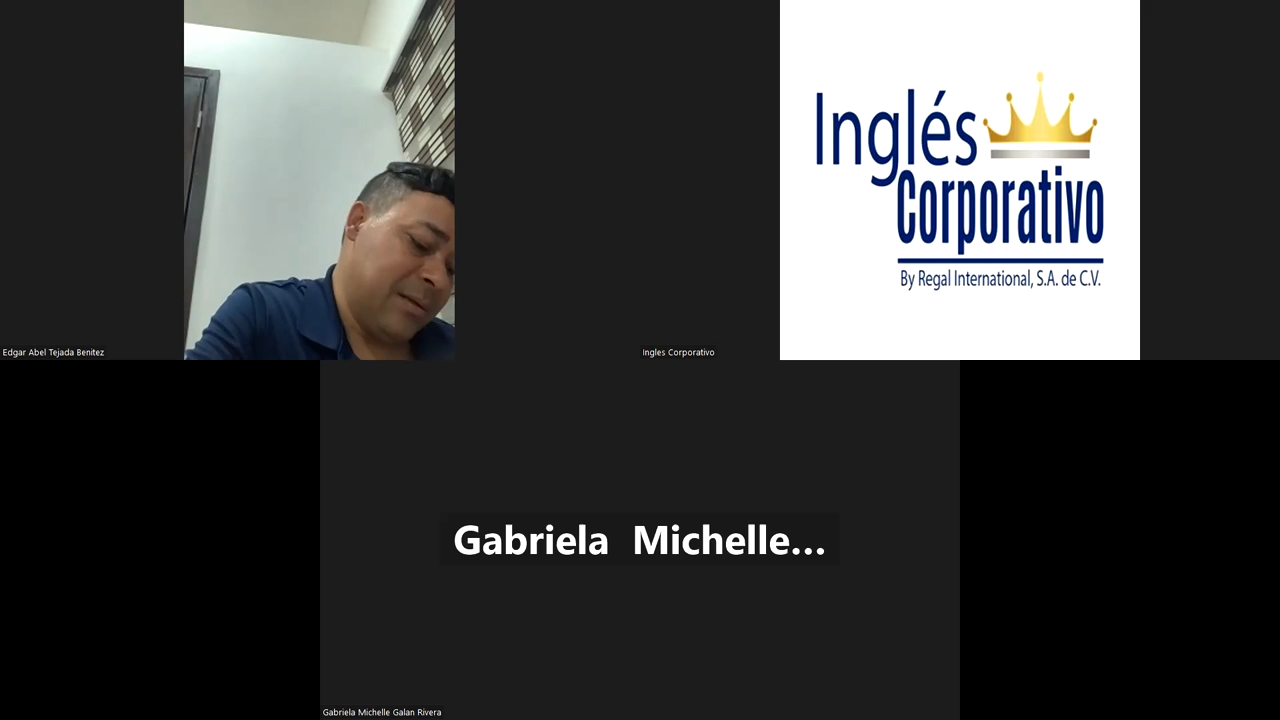 Inglés
Corporativo
By Regal International, S.A. de C.V.
Edgar Abel Tejada Benitez
Ingles Corporativo
Gabriela Michelle...
Gabriela Michelle Galan Rivera